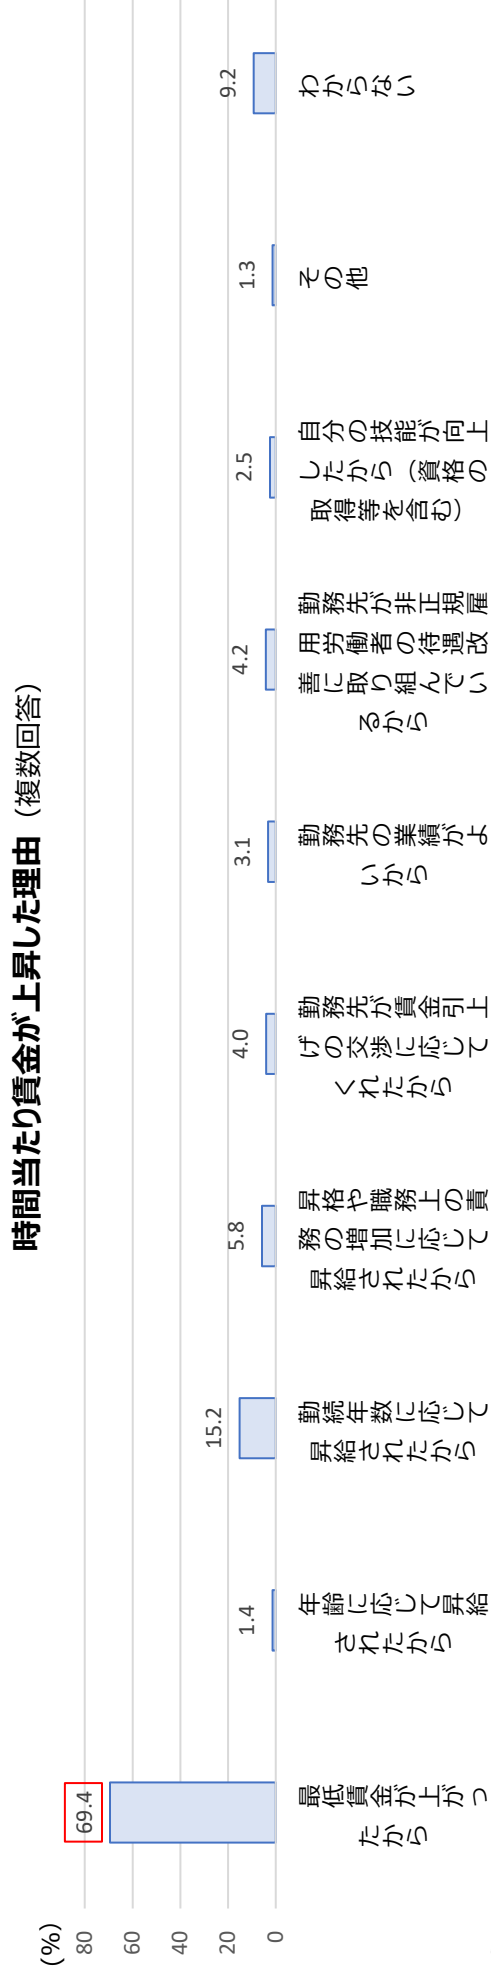 時間当たり賃金が上昇した理由（複数回答）
(%)
80
60
40
20
0
69.4
1.4
15.2
5.8
4.0
3.1
4.2
2.5
1.3
9.2
最低賃金が上がっ
たから
年齢に応じて昇給
されたから
勤続年数に応じて
昇給されたから
昇格や職務上の責
務の増加に応じて
昇給されたから
勤務先が賃金引上
げの交渉に応じて
くれたから
勤務先の業績がよ
いから
勤務先が非正規雇
用労働者の待遇改
善に取り組んでい
るから
自分の技能が向上
したから（資格の
取得等を含む）
その他
わからない